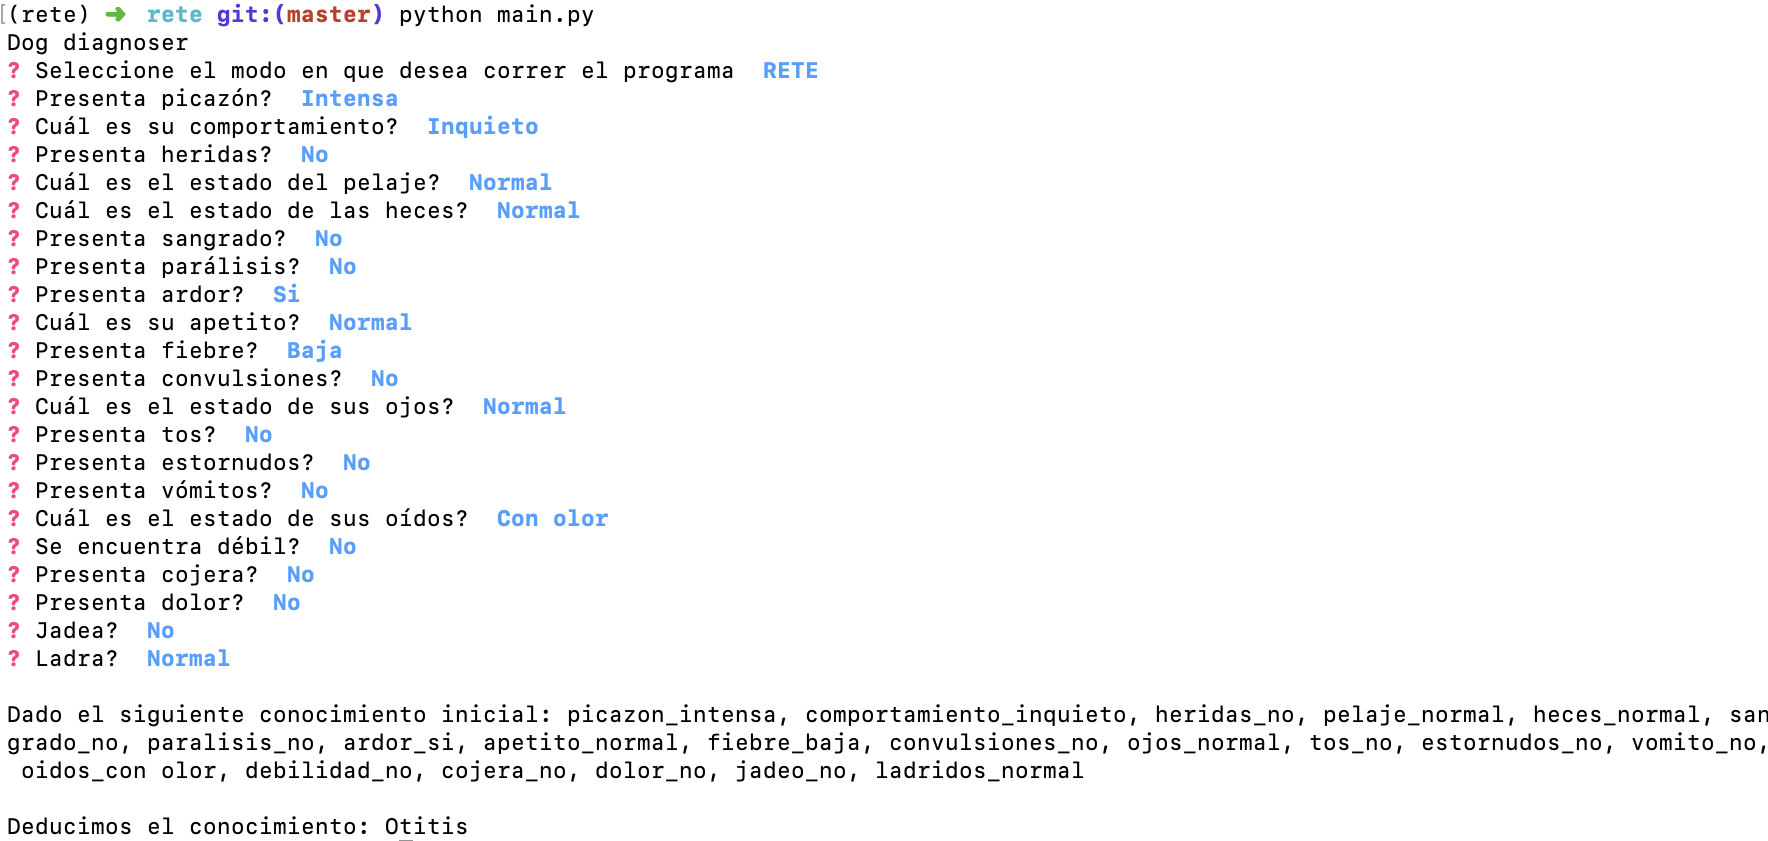 [(rete) ➜  rete git:(master) python main.py
Dog diagnoser
? Seleccione el modo en que desea correr el programa  RETE
? Presenta picazón?  Intensa
? Cuál es su comportamiento?  Inquieto
? Presenta heridas?  No
? Cuál es el estado del pelaje?  Normal
? Cuál es el estado de las heces?  Normal
? Presenta sangrado?  No
? Presenta parálisis?  No
? Presenta ardor?  Si
? Cuál es su apetito?  Normal
? Presenta fiebre?  Baja
? Presenta convulsiones?  No
? Cuál es el estado de sus ojos?  Normal
? Presenta tos?  No
? Presenta estornudos?  No
? Presenta vómitos?  No
? Cuál es el estado de sus oídos?  Con olor
? Se encuentra débil?  No
? Presenta cojera?  No
? Presenta dolor?  No
? Jadea?  No
? Ladra?  Normal
Dado el siguiente conocimiento inicial: picazon_intensa, comportamiento_inquieto, heridas_no, pelaje_normal, heces_normal, san
grado_no, paralisis_no, ardor_si, apetito_normal, fiebre_baja, convulsiones_no, ojos_normal, tos_no, estornudos_no, vomito_no,
oidos_con olor, debilidad_no, cojera_no, dolor_no, jadeo_no, ladridos_normal
Deducimos el conocimiento: Otitis